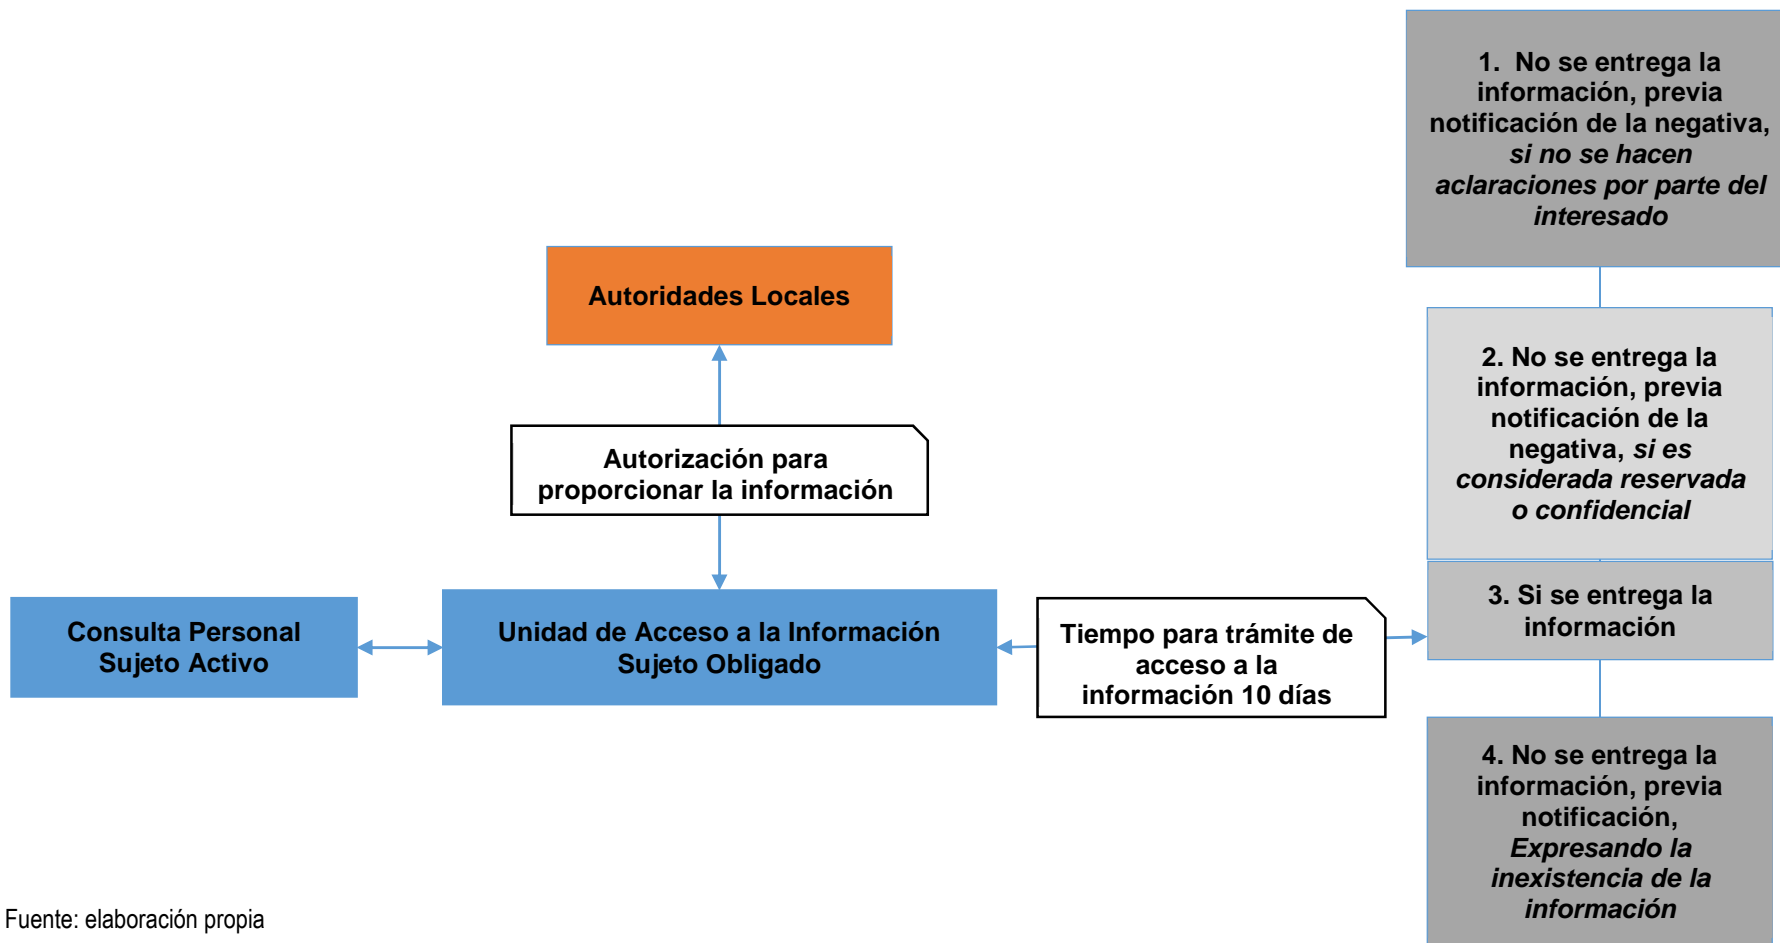 1. No se entrega la
información, previa
notificación de la negativa,
si no se hacen
aclaraciones por parte del
interesado
Autoridades Locales
2. No se entrega la
información, previa
notificación de la
negativa, si es
considerada reservada
o confidencial
Autorización para
proporcionar la información
Consulta Personal
Sujeto Activo
Unidad de Acceso a la Información
Sujeto Obligado
Tiempo para trámite de
acceso a la
información 10 días
3. Si se entrega la
información
4. No se entrega la
información, previa
notificación,
Expresando la
inexistencia de la
información
Fuente: elaboración propia